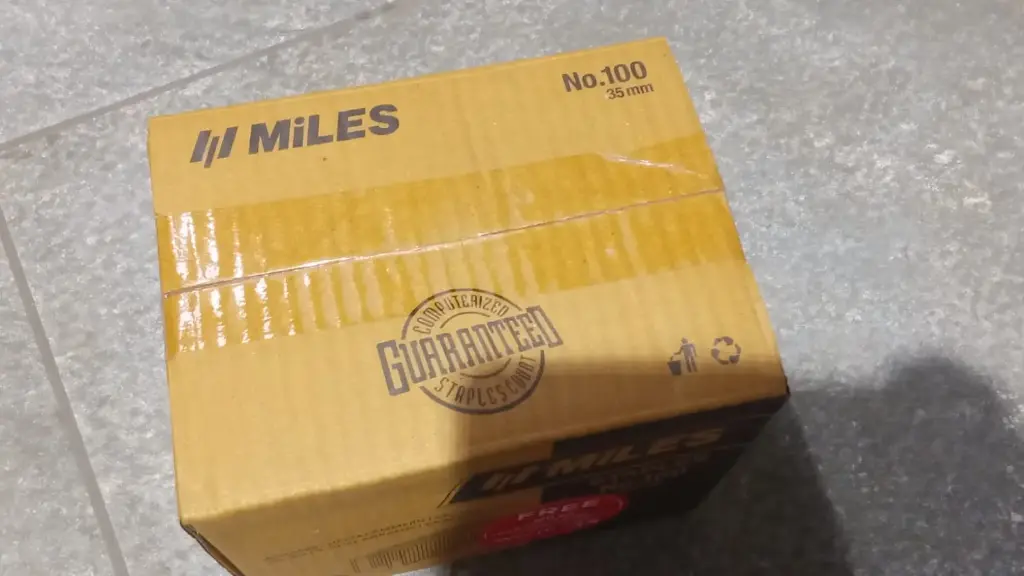 MiLES
No.100
35mm
COMPUTERIZED
GUARANTEED
STAPLES COUNT
MiLES
FREE